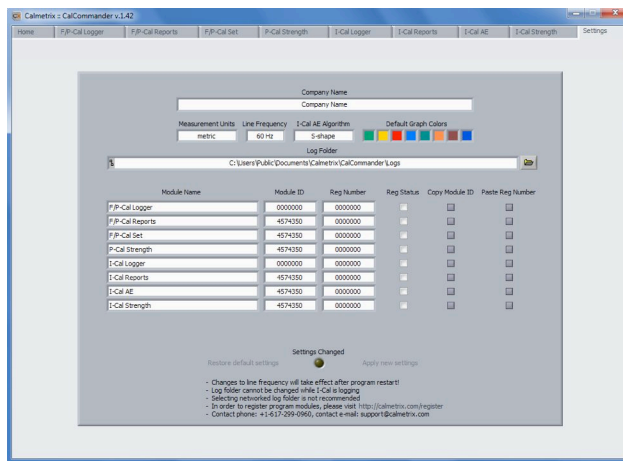 Calmetrix :: CalCommander v.1.42
Home F/P-Cal Logger F/P-Cal Reports F/P-Cal Set P-Cal Strength I-Cal Logger I-Cal Reports I-Cal AE I-Cal Strength Settings
Company Name
Company Name
Measurement Units Line Frequency I-Cal AE Algorithm Default Graph Colors
metric 60 Hz S-shape
Log Folder
C:\Users\Public\Documents\Calmetrix\CalCommander\Logs
Module Name Module ID Reg Number Reg Status Copy Module ID Paste Reg Number
F/P-Cal Logger 0000000 0000000
F/P-Cal Reports 4574350 0000000
F/P-Cal Set 4574350 0000000
P-Cal Strength 4574350 0000000
I-Cal Logger 0000000 0000000
I-Cal Reports 4574350 0000000
I-Cal AE 4574350 0000000
I-Cal Strength 4574350 0000000
Settings Changed
Restore default settings Apply new settings
- Changes to line frequency will take effect after program restart!
- Log folder cannot be changed while I-Cal is logging
- Selecting networked log folder is not recommended
- In order to register program modules, please visit http://calmetrix.com/register
- Contact phone: +1-617-299-0960, contact e-mail: support@calmetrix.com